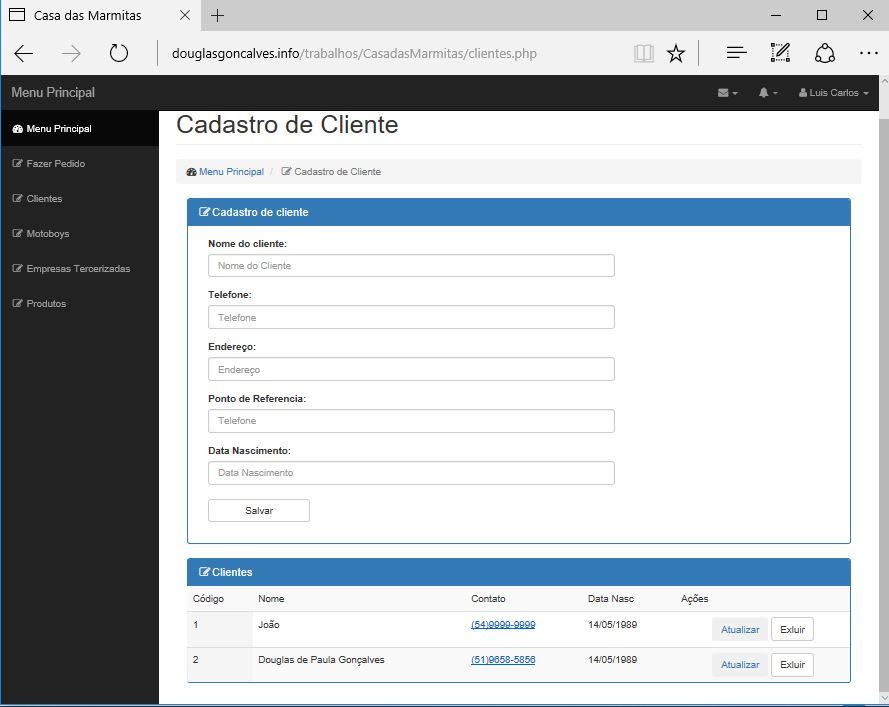 Casa das Marmitas
douglasgoncalves.info/trabalhos/CasadasMarmitas/clientes.php
Menu Principal
Luis Carlos
Menu Principal
Fazer Pedido
Clientes
Motoboys
Empresas Tercerizadas
Produtos
Cadastro de Cliente
Menu Principal / Cadastro de Cliente
Cadastro de cliente
Nome do cliente:
Nome do Cliente
Telefone:
Telefone
Endereço:
Endereço
Ponto de Referencia:
Telefone
Data Nascimento:
Data Nascimento
Salvar
Clientes
Código Nome Contato Data Nasc Ações
1 João (54)9999-9999 14/05/1989 Atualizar Exluir
2 Douglas de Paula Gonçalves (51)9658-5856 14/05/1989 Atualizar Exluir